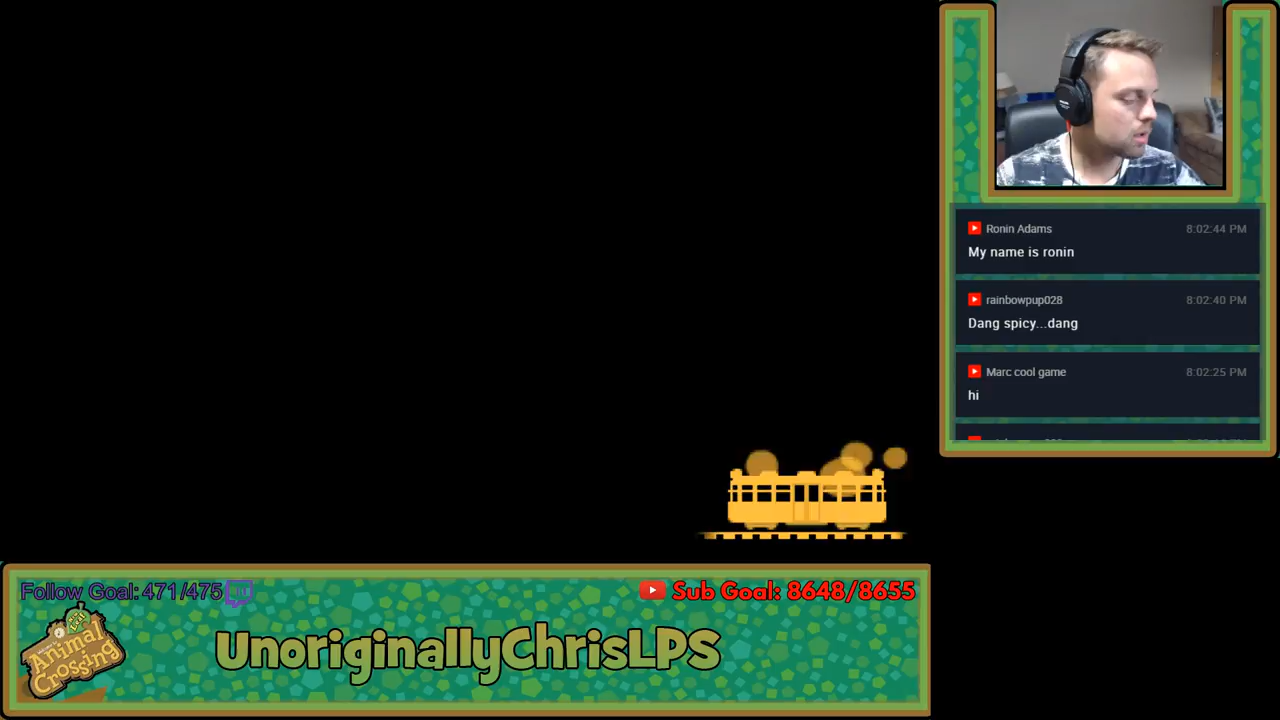 Ronin Adams 8:02:44 PM
My name is ronin
rainbowpup028 8:02:40 PM
Dang spicy...dang
Marc cool game 8:02:25 PM
hi
Follow Goal: 471/475
Sub Goal: 8648/8655
Animal
Crossing
UnoriginallyChrisLPS